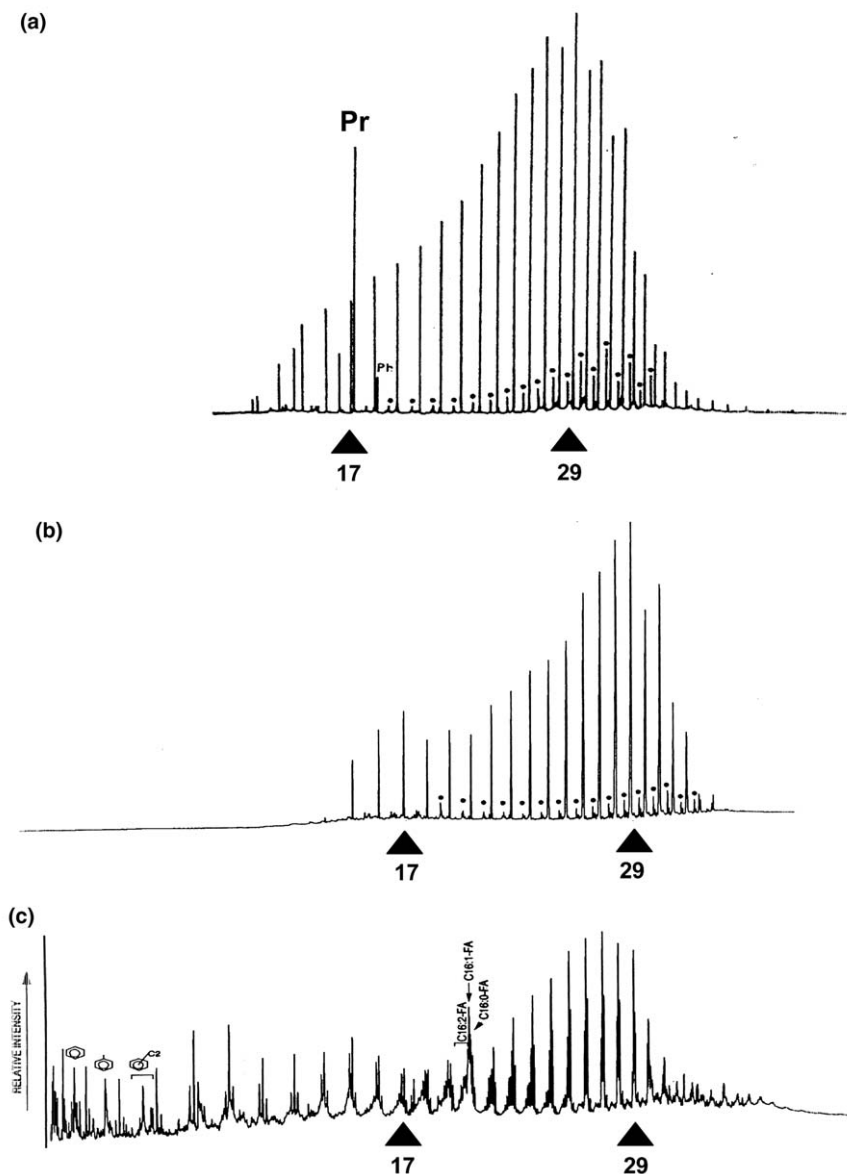 (a)
Pr
Ph
17
29
(b)
17
29
(c)
RELATIVE INTENSITY
C2
C16:2-FA
C16:1-FA
C16:0-FA
17
29